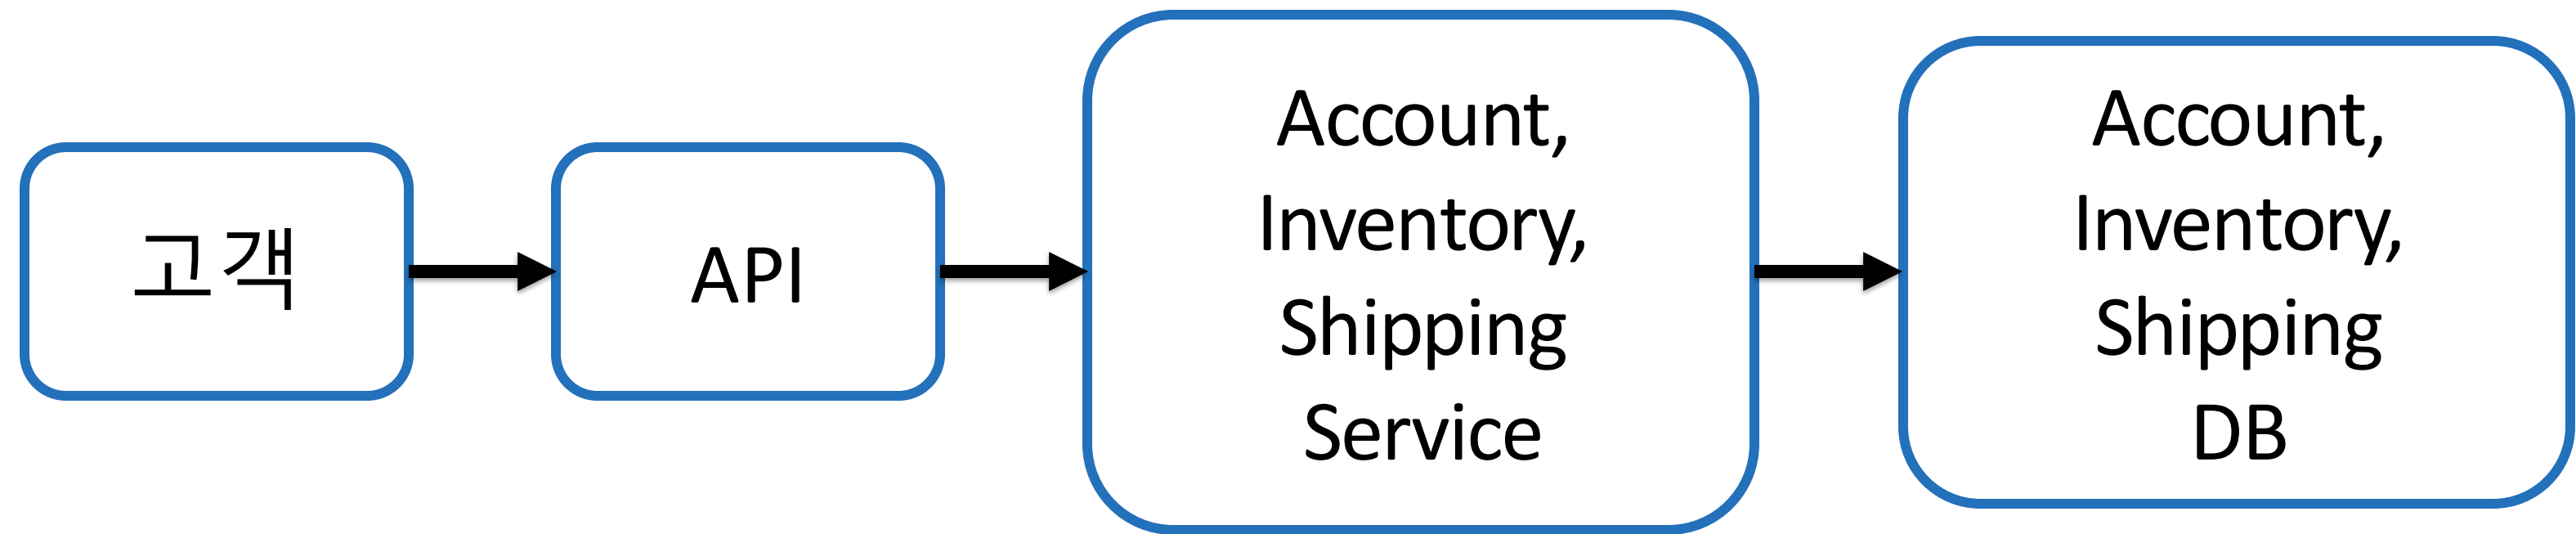 고객
API
Account,
Inventory,
Shipping
Service
Account,
Inventory,
Shipping
DB